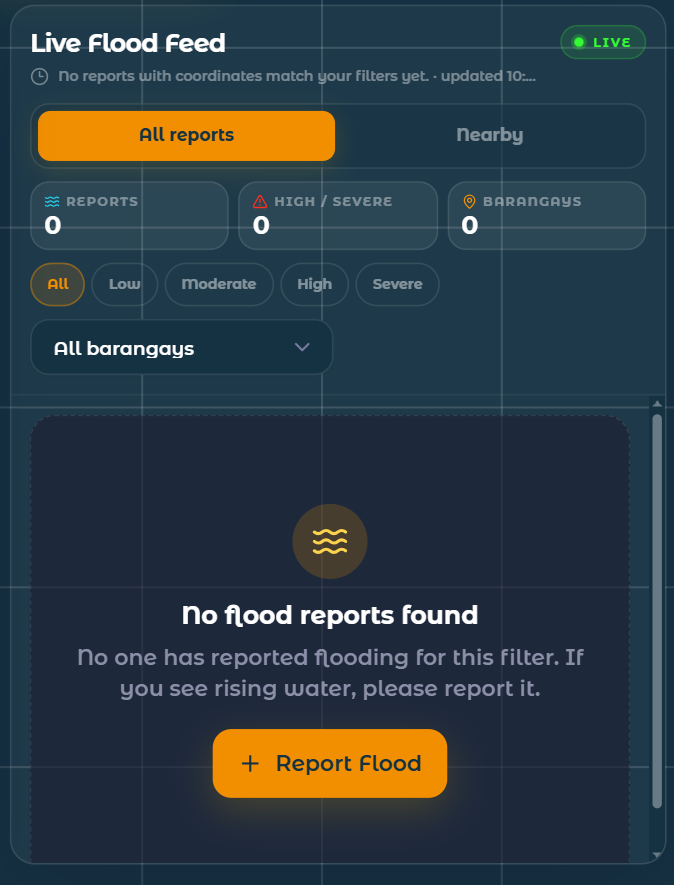 Live Flood Feed
LIVE
No reports with coordinates match your filters yet. · updated 10:...
All reports
Nearby
REPORTS
0
HIGH / SEVERE
0
BARANGAYS
0
All
Low
Moderate
High
Severe
All barangays
No flood reports found
No one has reported flooding for this filter. If
you see rising water, please report it.
+ Report Flood